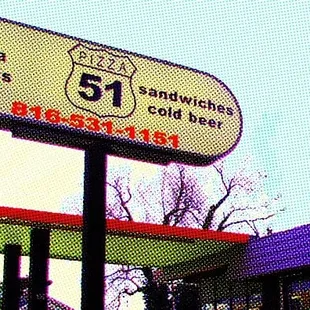 PIZZA
51
sandwiches
cold beer
816-531-1151